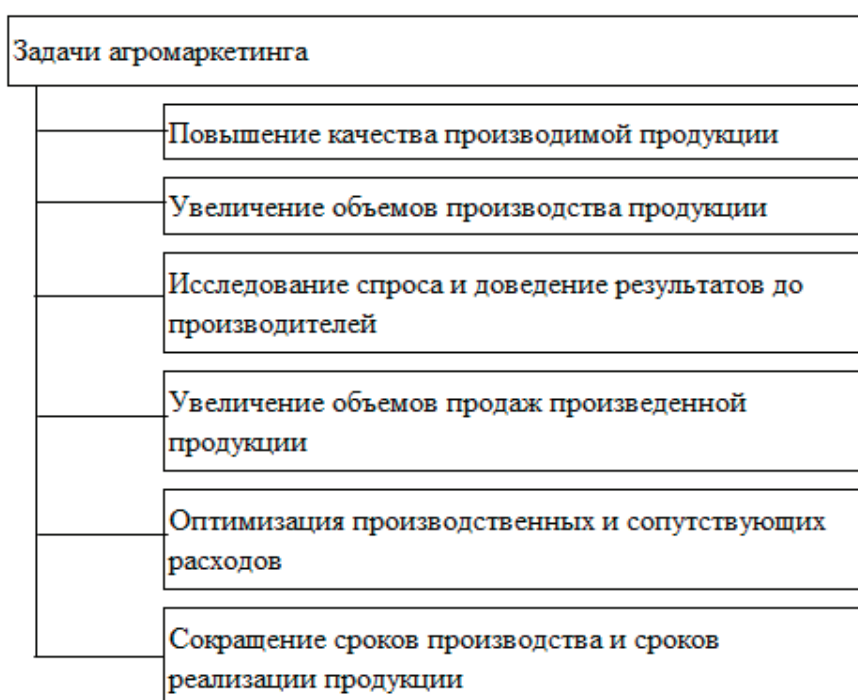 Задачи агромаркетинга
Повышение качества производимой продукции
Увеличение объемов производства продукции
Исследование спроса и доведение результатов до
производителей
Увеличение объемов продаж произведенной
продукции
Оптимизация производственных и сопутствующих
расходов
Сокращение сроков производства и сроков
реализации продукции